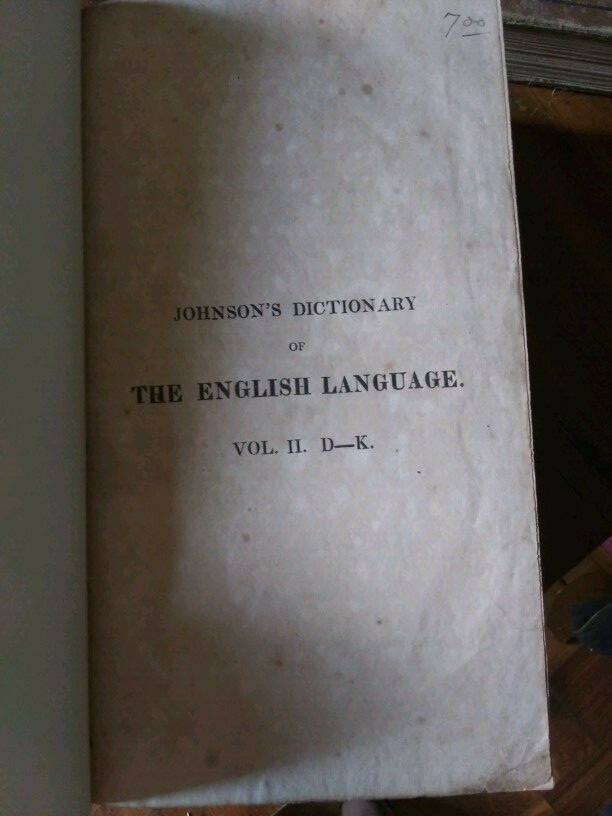 7 00
JOHNSON'S DICTIONARY
OF
THE ENGLISH LANGUAGE.
VOL. II. D—K.